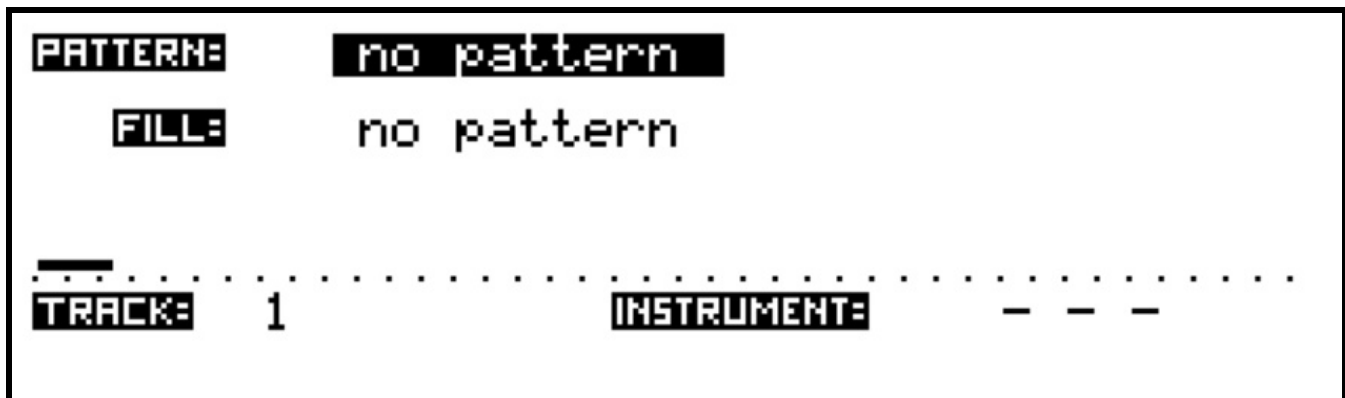 PATTERN: no pattern
FILL: no pattern
TRACK: 1 INSTRUMENT: - - -